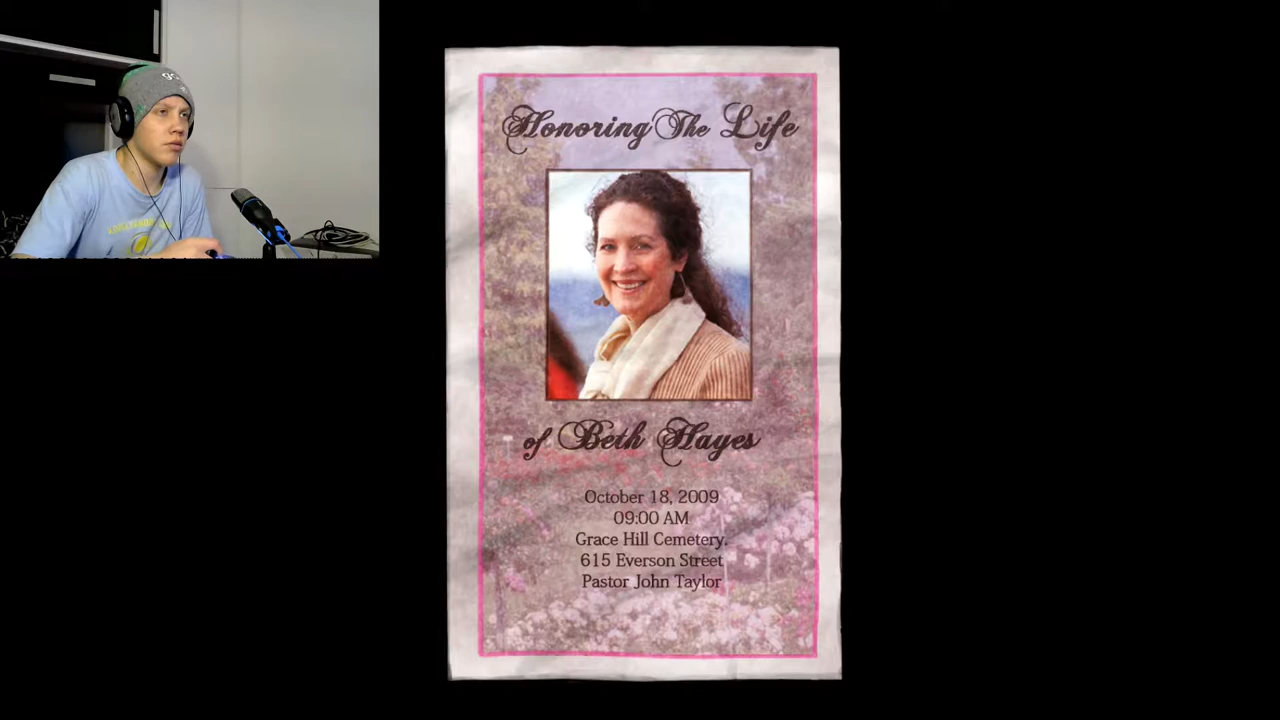 Honoring The Life
of Beth Hayes
October 18, 2009
09:00 AM
Grace Hill Cemetery.
615 Everson Street
Pastor John Taylor